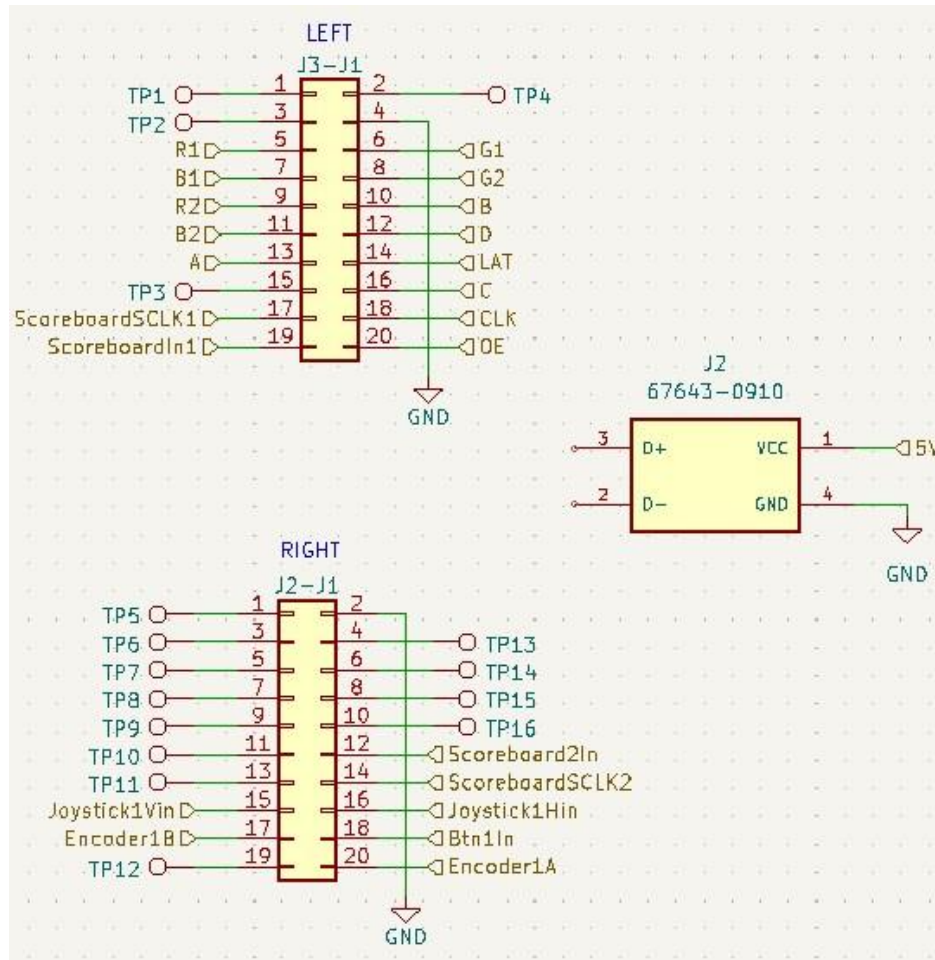 LEFT
J3-J1
TP1 1 2 TP4
TP2 3 4
R1 5 6 G1
B1 7 8 G2
R2 9 10 B
B2 11 12 D
A 13 14 LAT
TP3 15 16 C
ScoreboardSCLK1 17 18 CLK
ScoreboardIn1 19 20 OE
GND
J2
67643-0910
3 D+ VCC 1 5V
2 D- GND 4
GND
RIGHT
J2-J1
TP5 1 2
TP6 3 4 TP13
TP7 5 6 TP14
TP8 7 8 TP15
TP9 9 10 TP16
TP10 11 12 Scoreboard2In
TP11 13 14 ScoreboardSCLK2
Joystick1Vin 15 16 Joystick1Hin
Encoder1B 17 18 Btn1In
TP12 19 20 Encoder1A
GND